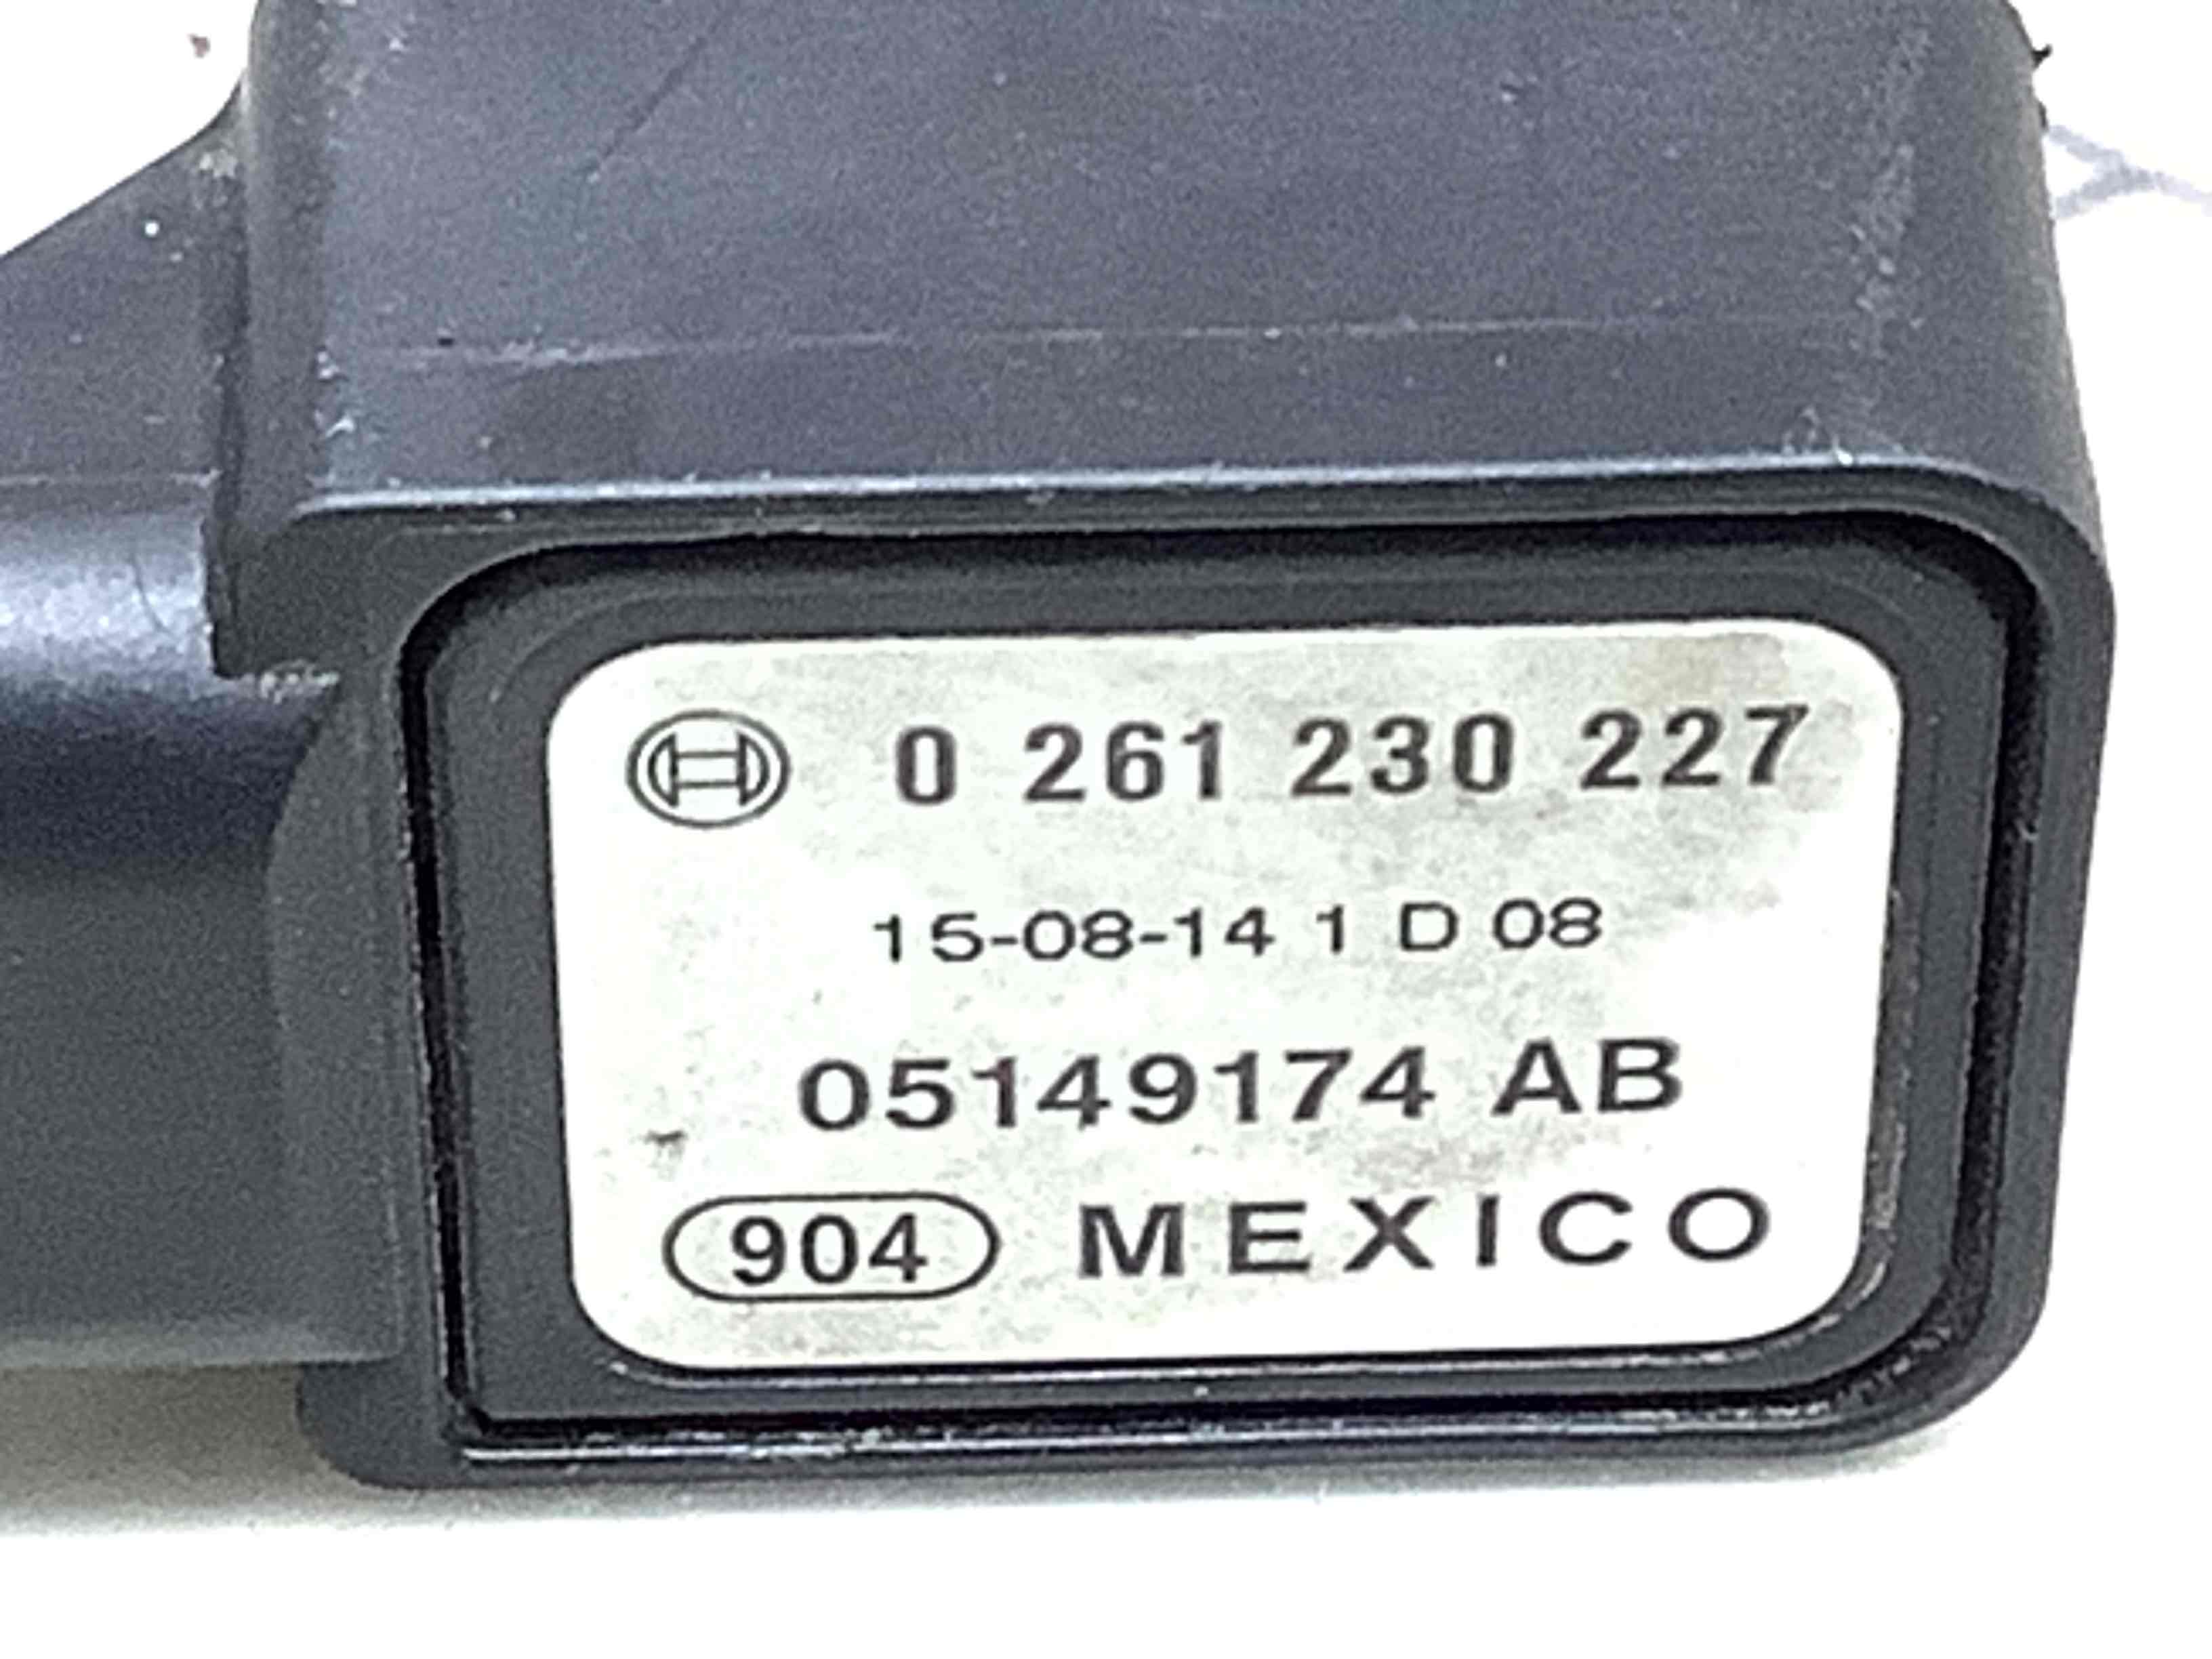 0 261 230 227
15-08-14 1 D 08
05149174 AB
904 MEXICO